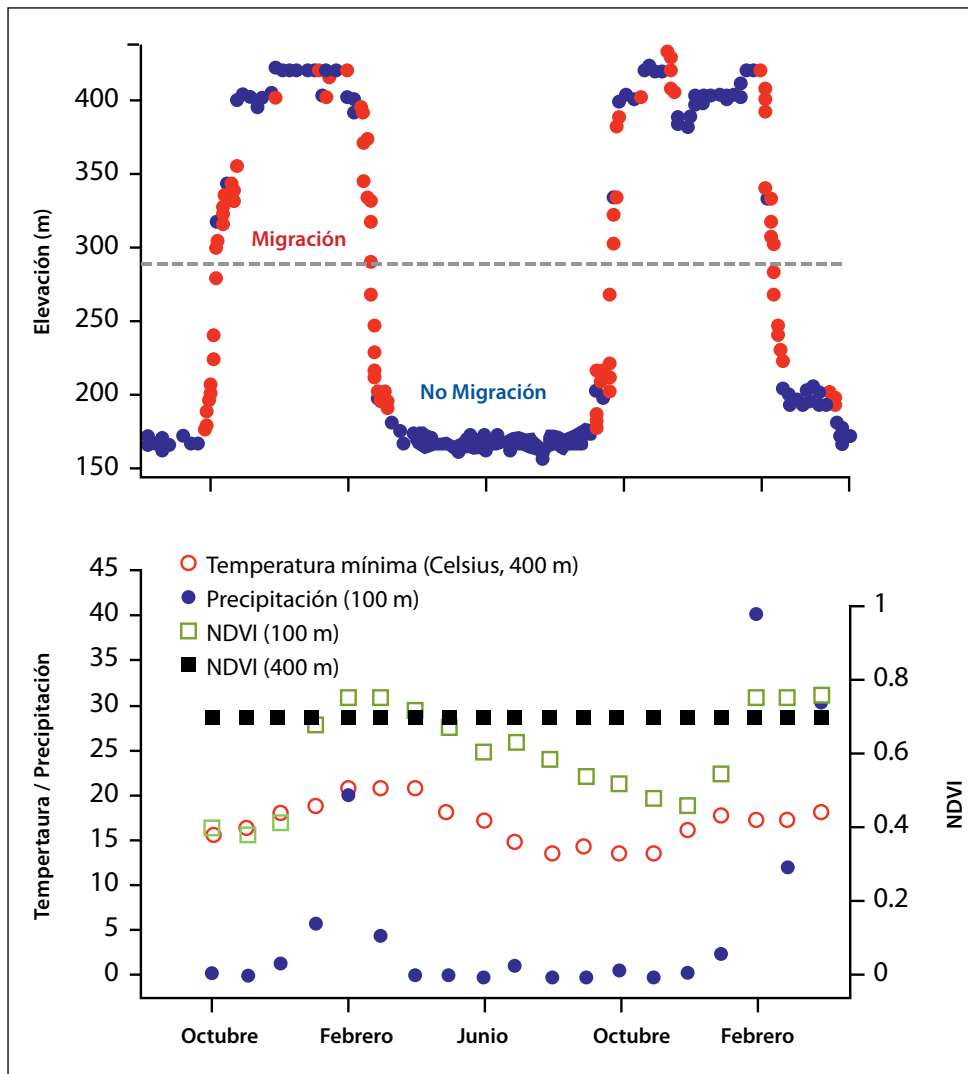 Elevación (m)
400
350
300
250
200
150
Migración
No Migración
Tempertaura / Precipitación
45
40
35
30
25
20
15
10
5
0
Temperatura mínima (Celsius, 400 m)
Precipitación (100 m)
NDVI (100 m)
NDVI (400 m)
1
0.8
0.6
0.4
0.2
0
NDVI
Octubre Febrero Junio Octubre Febrero